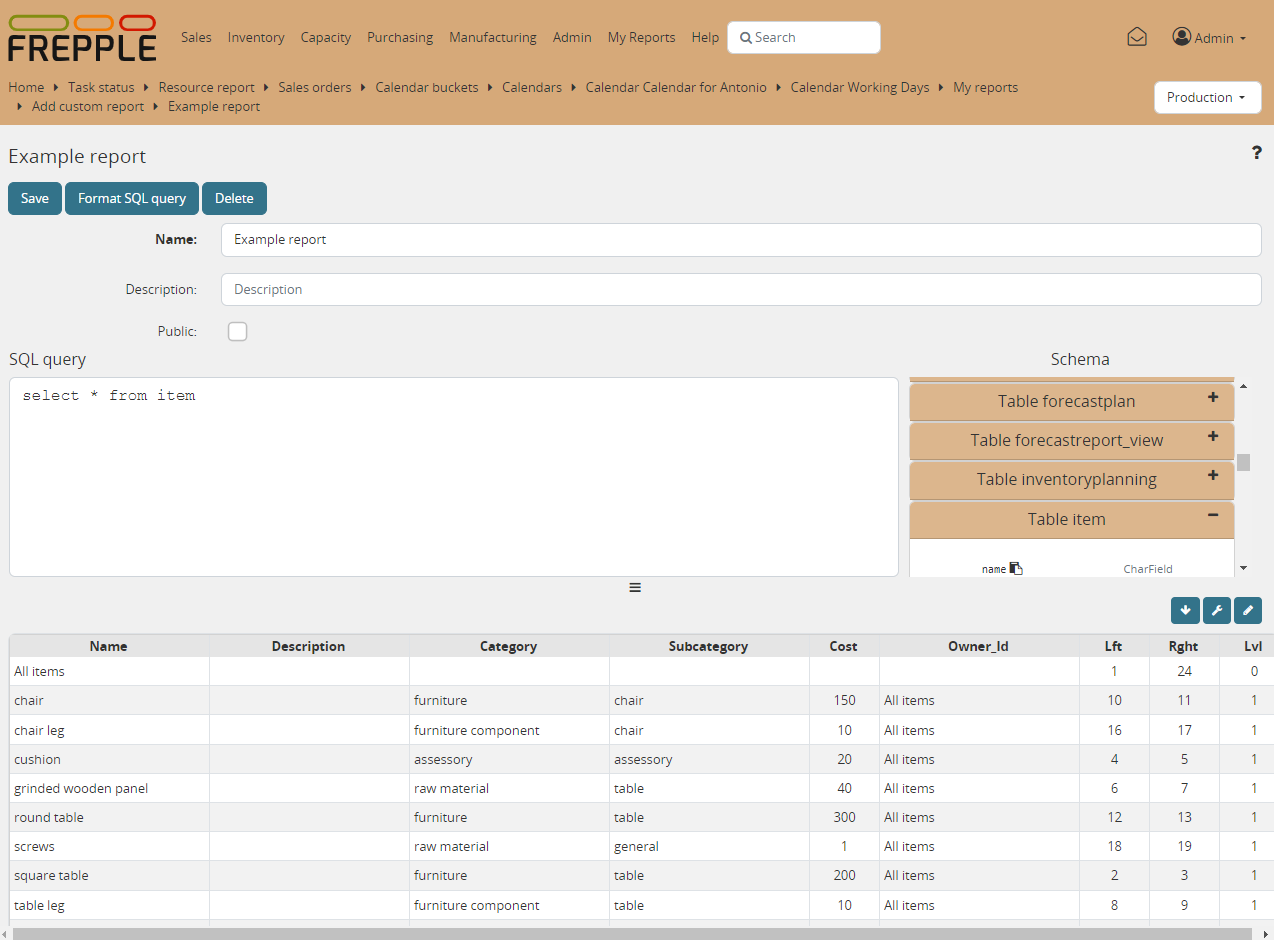 FREPPLE Sales Inventory Capacity Purchasing Manufacturing Admin My Reports Help Search Admin
Home Task status Resource report Sales orders Calendar buckets Calendars Calendar Calendar for Antonio Calendar Working Days My reports
Add custom report Example report
Production
Example report ?
Save Format SQL query Delete
Name: Example report
Description: Description
Public:
SQL query Schema
select * from item
Table forecastplan +
Table forecastreport_view +
Table inventoryplanning +
Table item −
name CharField
Name Description Category Subcategory Cost Owner_Id Lft Rght Lvl
All items 1 24 0
chair furniture chair 150 All items 10 11 1
chair leg furniture component chair 10 All items 16 17 1
cushion assessory assessory 20 All items 4 5 1
grinded wooden panel raw material table 40 All items 6 7 1
round table furniture table 300 All items 12 13 1
screws raw material general 1 All items 18 19 1
square table furniture table 200 All items 2 3 1
table leg furniture component table 10 All items 8 9 1